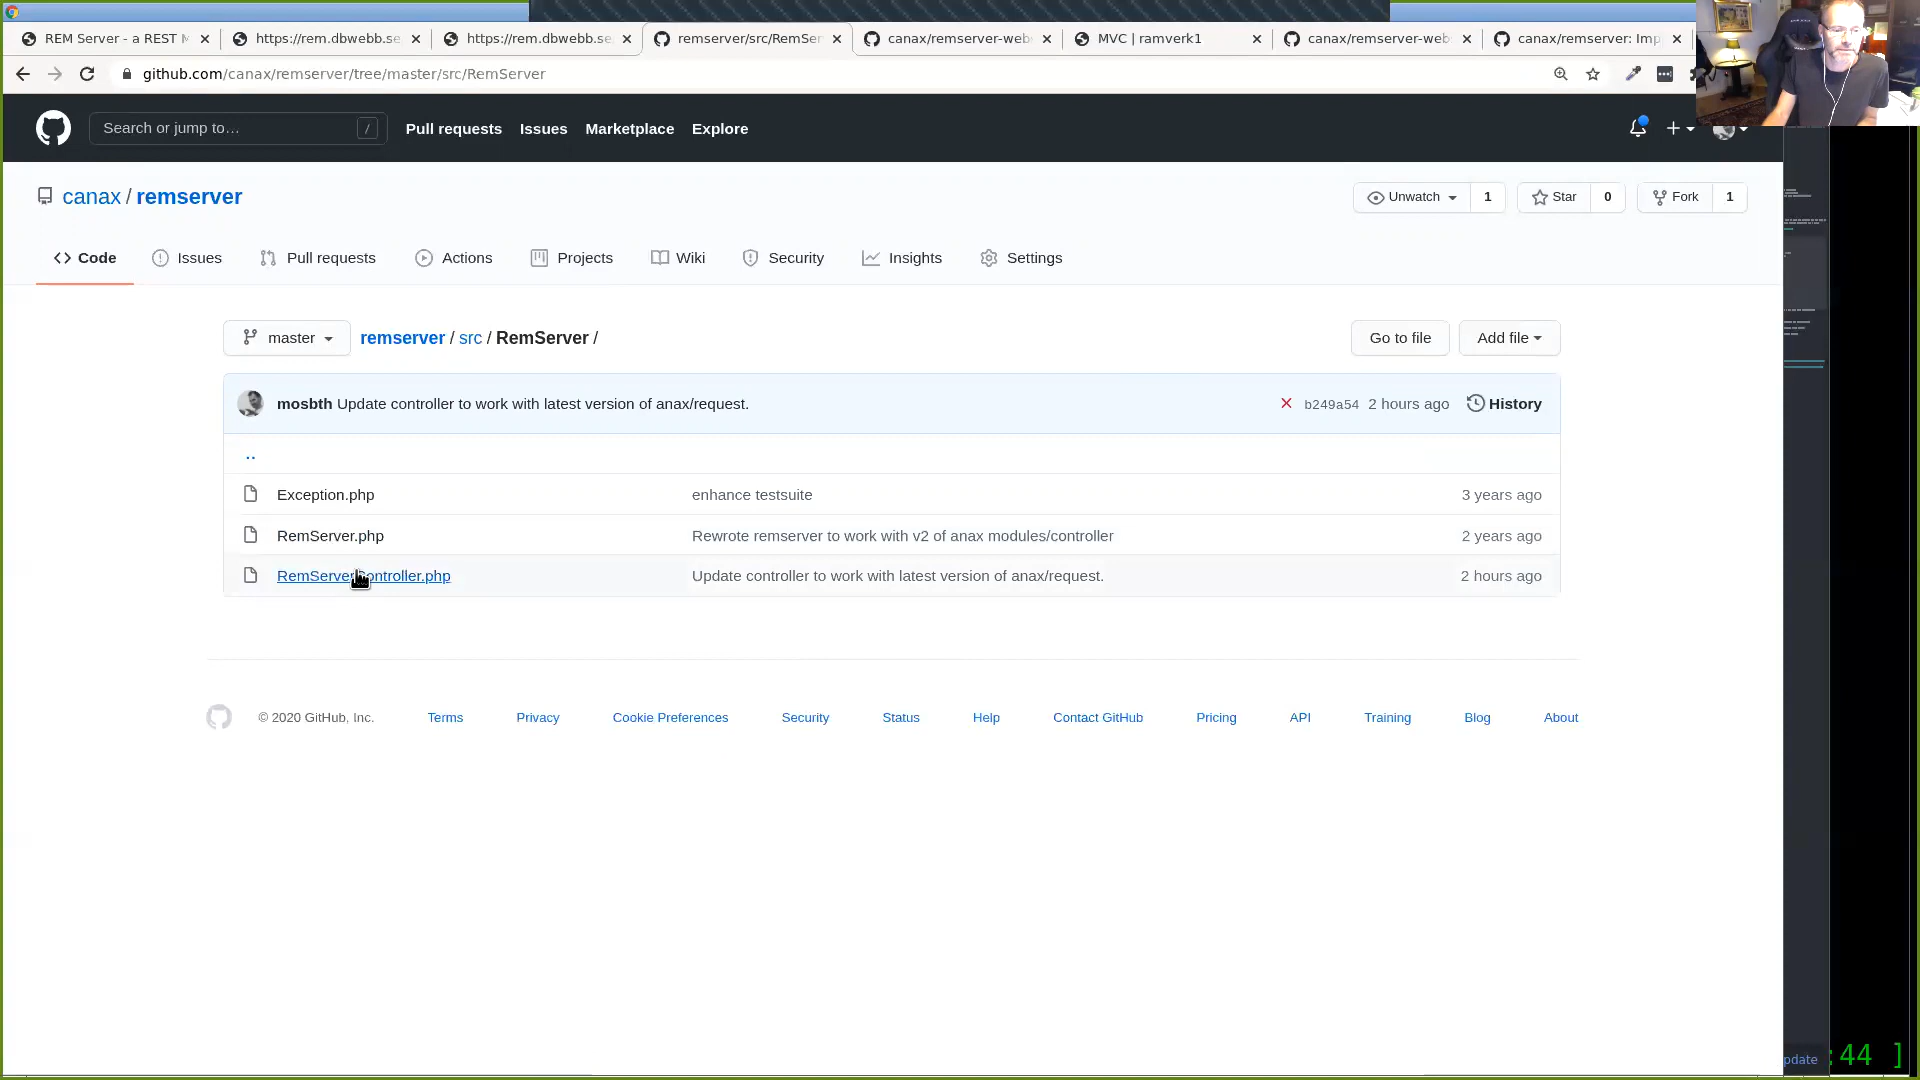 REM Server - a REST M
https://rem.dbwebb.se
https://rem.dbwebb.se
remserver/src/RemSer
canax/remserver-web
MVC | ramverk1
canax/remserver-web
canax/remserver: Imp
github.com/canax/remserver/tree/master/src/RemServer
Search or jump to…
/
Pull requests
Issues
Marketplace
Explore
canax / remserver
Unwatch
1
Star
0
Fork
1
Code
Issues
Pull requests
Actions
Projects
Wiki
Security
Insights
Settings
master
remserver / src / RemServer /
Go to file
Add file
mosbth Update controller to work with latest version of anax/request.
b249a54 2 hours ago
History
..
Exception.php
enhance testsuite
3 years ago
RemServer.php
Rewrote remserver to work with v2 of anax modules/controller
2 years ago
RemServerController.php
Update controller to work with latest version of anax/request.
2 hours ago
© 2020 GitHub, Inc.
Terms
Privacy
Cookie Preferences
Security
Status
Help
Contact GitHub
Pricing
API
Training
Blog
About
pdate
:44 ]